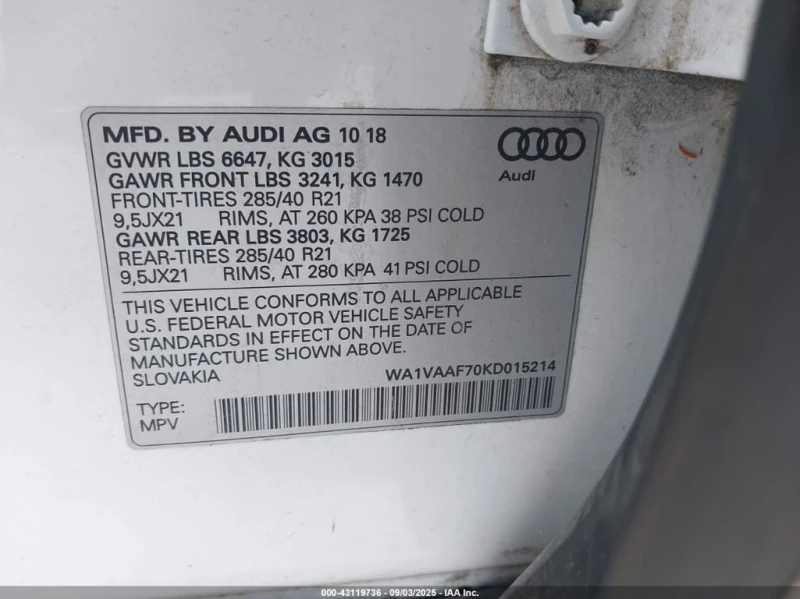 MFD. BY AUDI AG 10 18
GVWR LBS 6647, KG 3015
GAWR FRONT LBS 3241, KG 1470
FRONT-TIRES 285/40 R21
9,5JX21 RIMS, AT 260 KPA 38 PSI COLD
GAWR REAR LBS 3803, KG 1725
REAR-TIRES 285/40 R21
9,5JX21 RIMS, AT 280 KPA 41 PSI COLD
Audi
THIS VEHICLE CONFORMS TO ALL APPLICABLE
U.S. FEDERAL MOTOR VEHICLE SAFETY
STANDARDS IN EFFECT ON THE DATE OF
MANUFACTURE SHOWN ABOVE.
SLOVAKIA WA1VAAF70KD015214
TYPE:
MPV
000-43119736 - 09/03/2025 - IAA Inc.